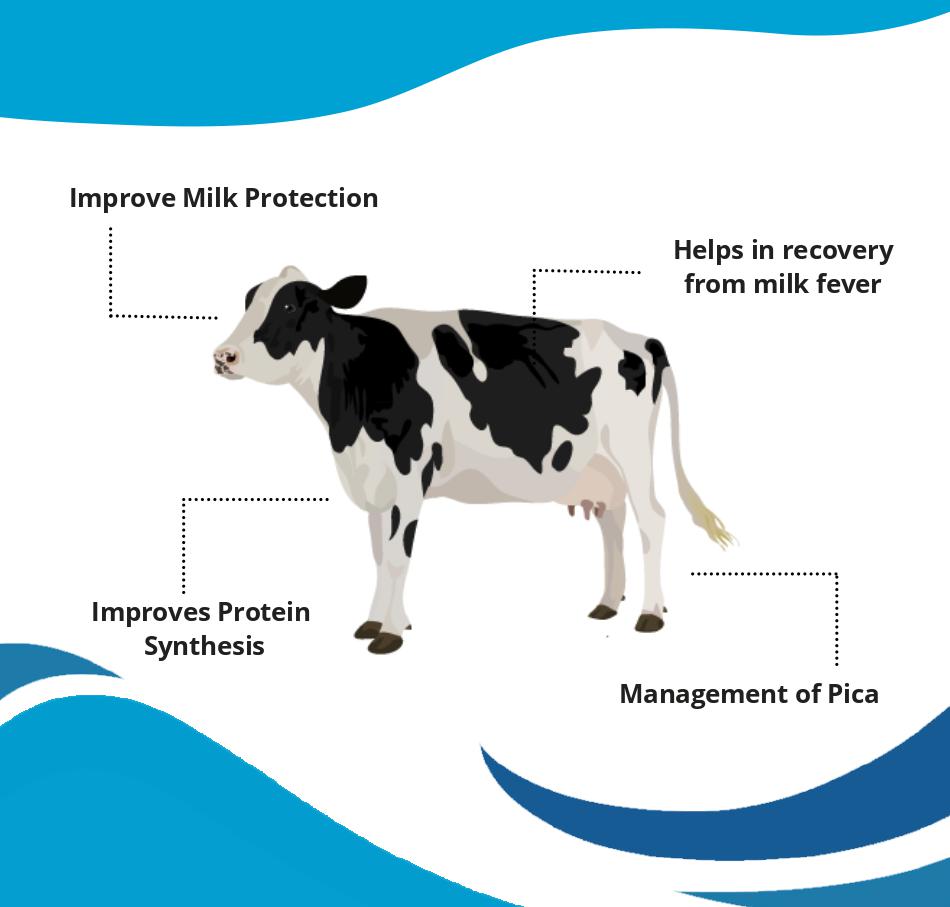 Improve Milk Protection
Helps in recovery
from milk fever
Improves Protein
Synthesis
Management of Pica